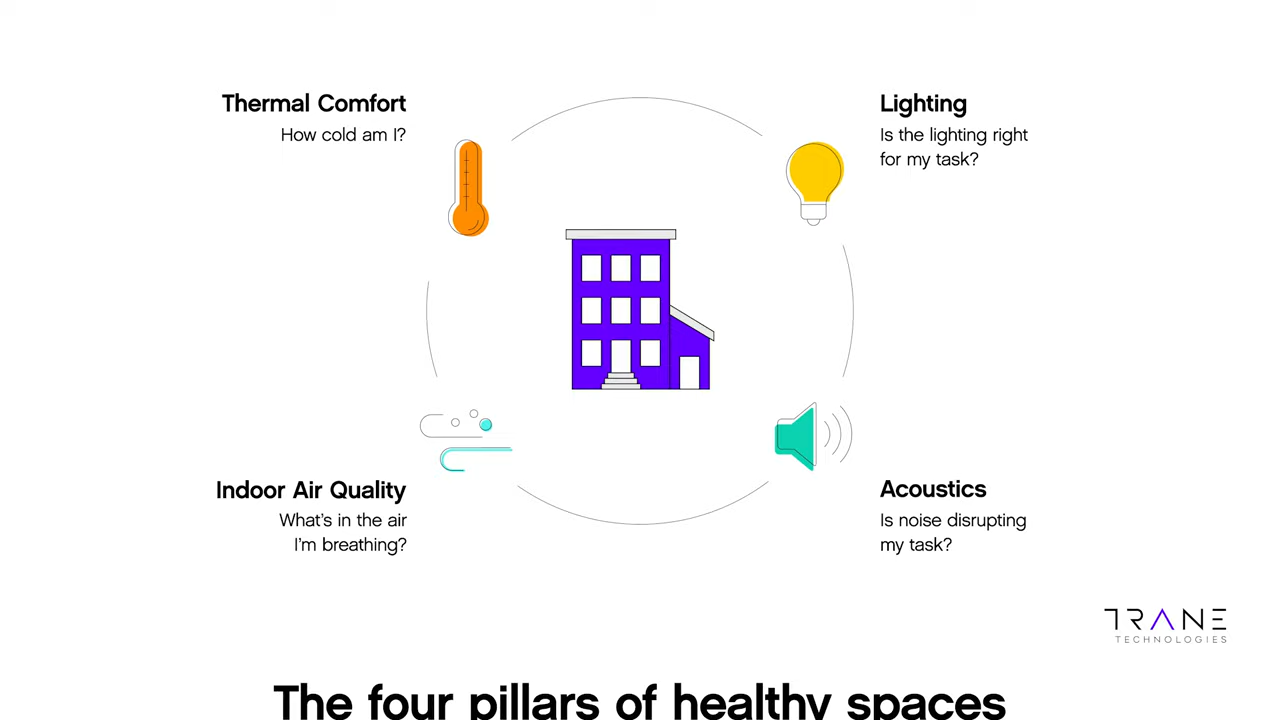 Thermal Comfort
How cold am I?
Lighting
Is the lighting right
for my task?
Indoor Air Quality
What's in the air
I'm breathing?
Acoustics
Is noise disrupting
my task?
TRANE
TECHNOLOGIES
The four pillars of healthy spaces